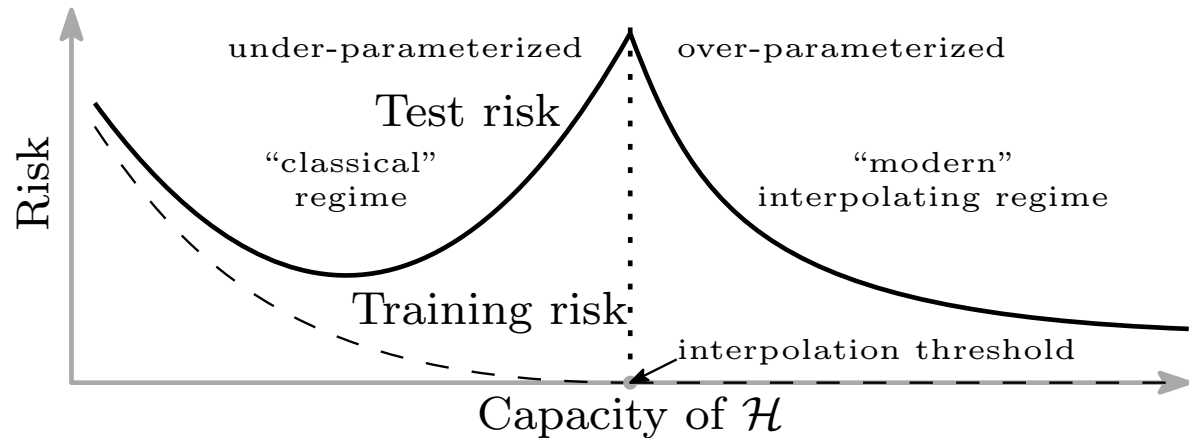 under-parameterized
over-parameterized
Test risk
“classical”
regime
“modern”
interpolating regime
Risk
Training risk
interpolation threshold
Capacity of ℋ